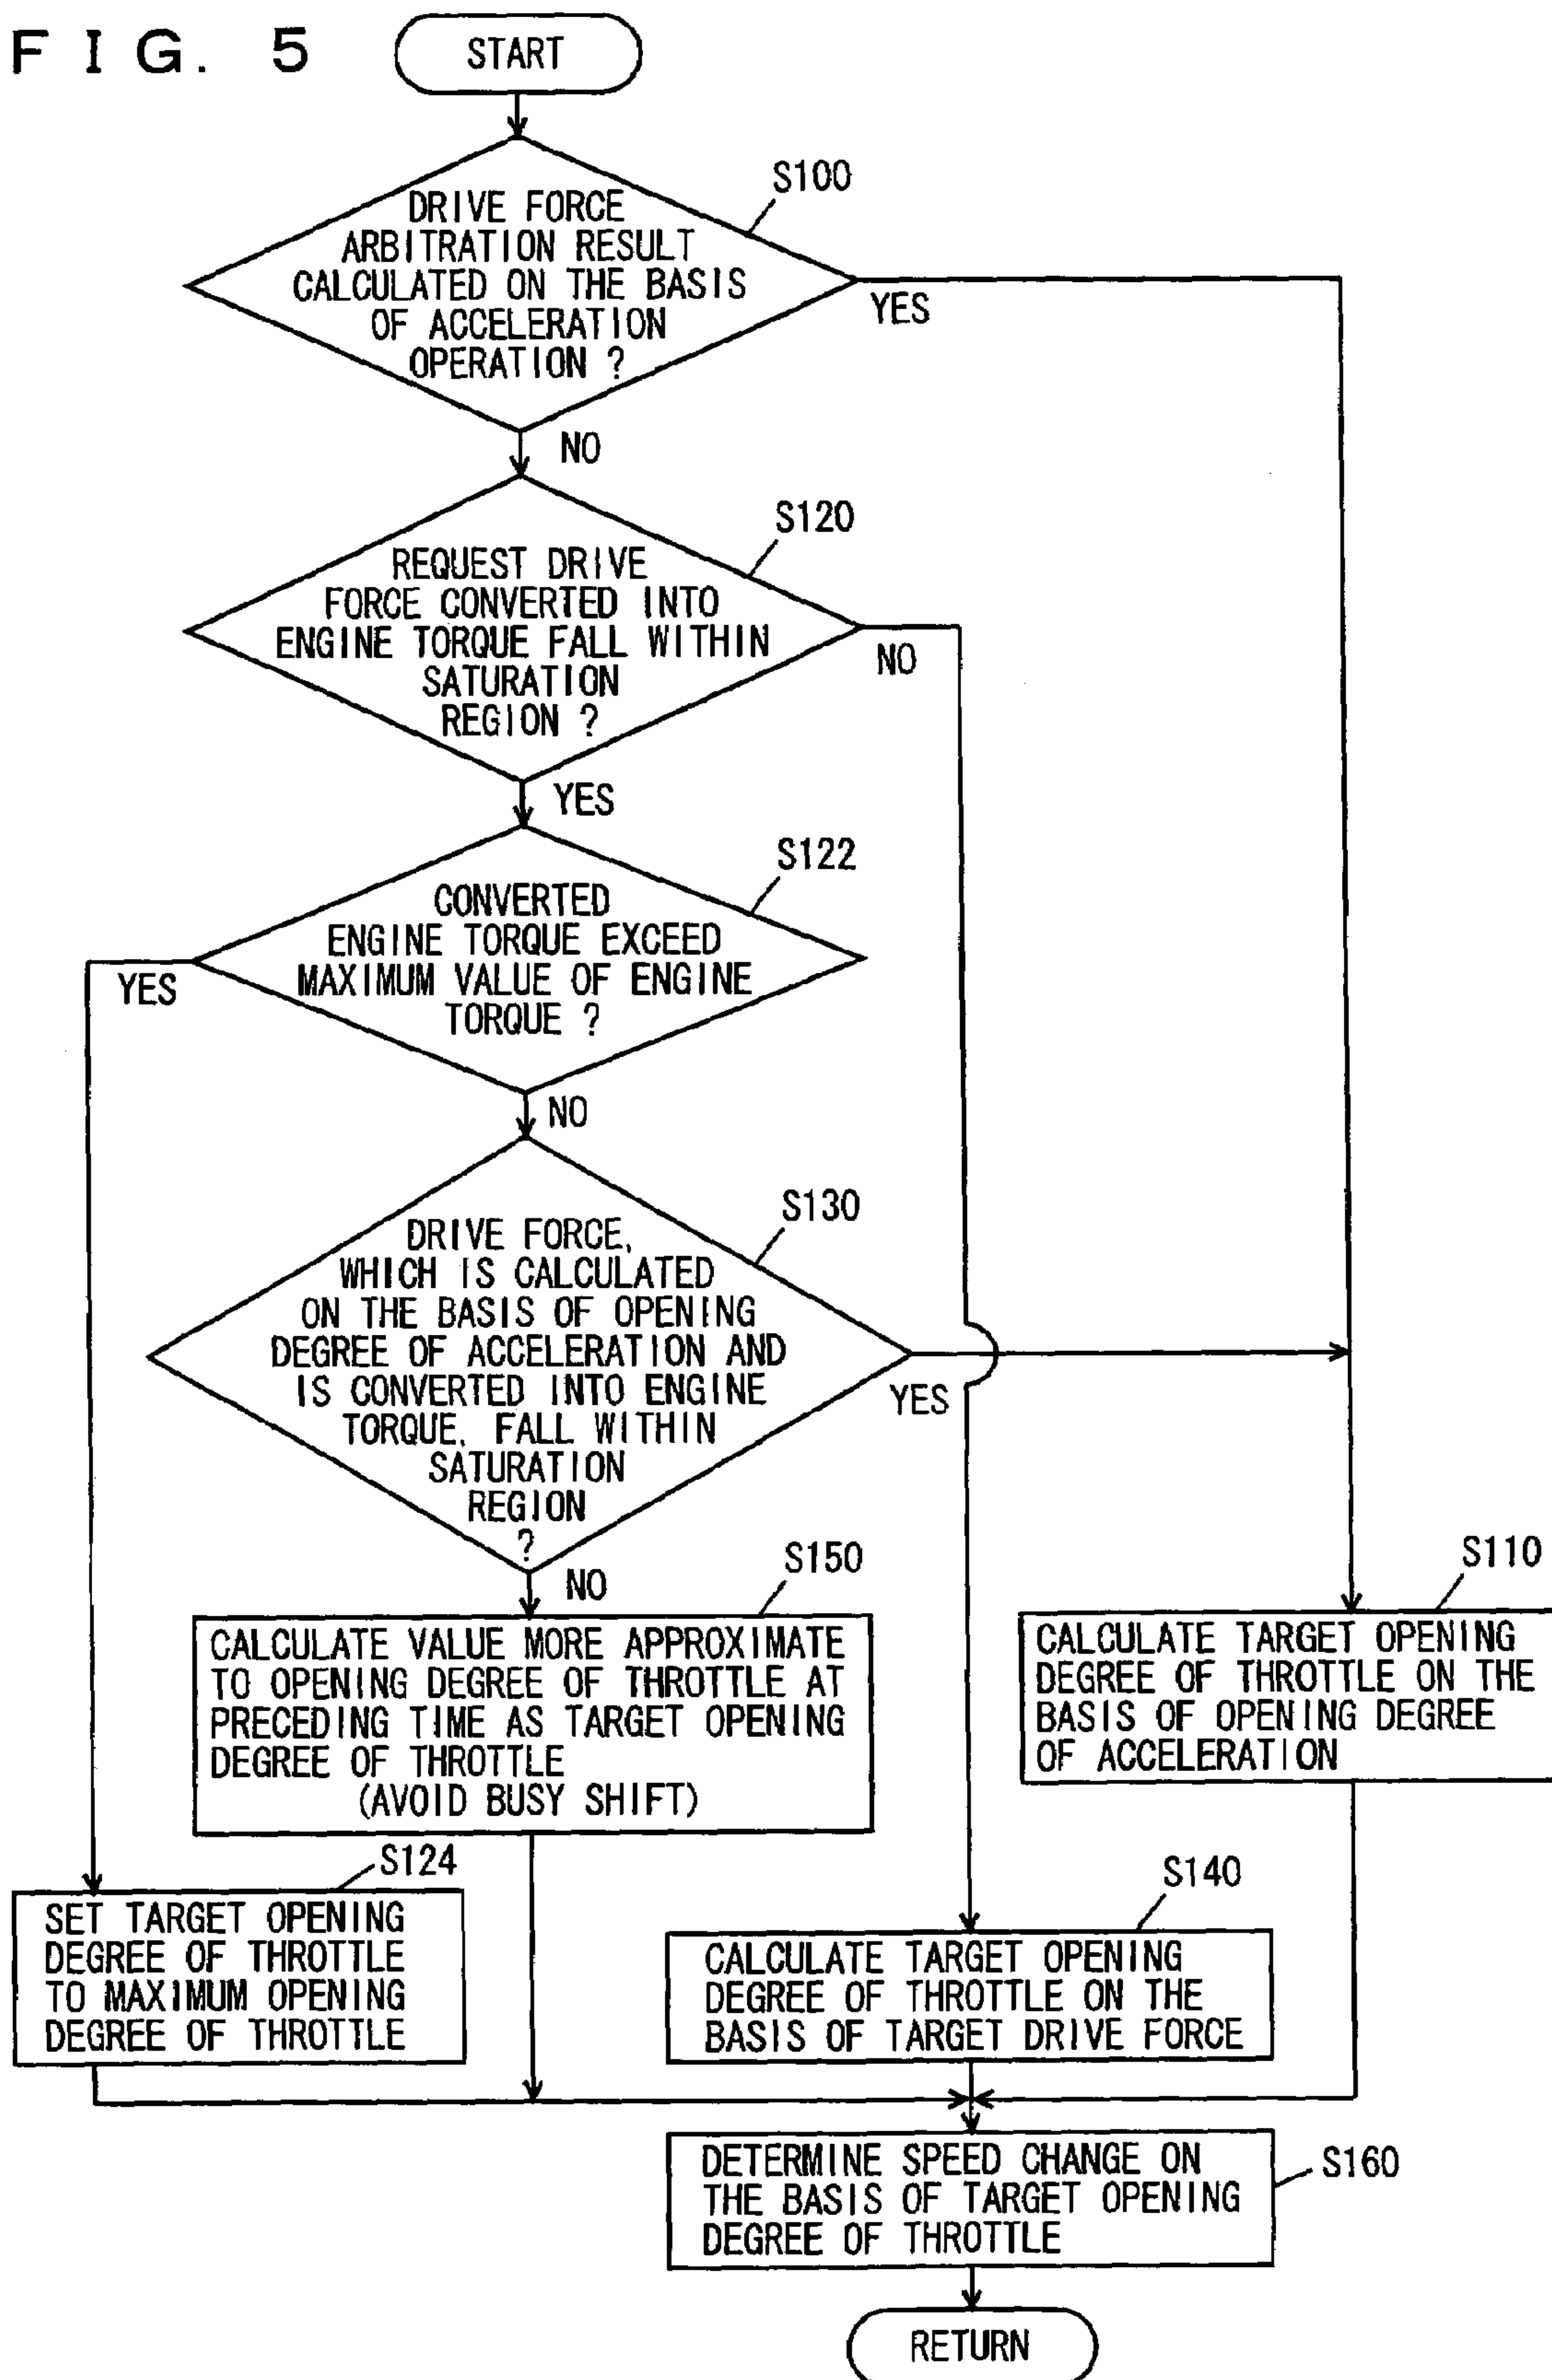 FIG. 5
START
S100
DRIVE FORCE
ARBITRATION RESULT
CALCULATED ON THE BASIS
OF ACCELERATION
OPERATION ?
YES
NO
S120
REQUEST DRIVE
FORCE CONVERTED INTO
ENGINE TORQUE FALL WITHIN
SATURATION
REGION ?
NO
YES
S122
CONVERTED
ENGINE TORQUE EXCEED
MAXIMUM VALUE OF ENGINE
TORQUE ?
YES
NO
S130
DRIVE FORCE,
WHICH IS CALCULATED
ON THE BASIS OF OPENING
DEGREE OF ACCELERATION AND
IS CONVERTED INTO ENGINE
TORQUE, FALL WITHIN
SATURATION
REGION
?
YES
NO
S150
CALCULATE VALUE MORE APPROXIMATE
TO OPENING DEGREE OF THROTTLE AT
PRECEDING TIME AS TARGET OPENING
DEGREE OF THROTTLE
(AVOID BUSY SHIFT)
S110
CALCULATE TARGET OPENING
DEGREE OF THROTTLE ON THE
BASIS OF OPENING DEGREE
OF ACCELERATION
S124
SET TARGET OPENING
DEGREE OF THROTTLE
TO MAXIMUM OPENING
DEGREE OF THROTTLE
S140
CALCULATE TARGET OPENING
DEGREE OF THROTTLE ON THE
BASIS OF TARGET DRIVE FORCE
S160
DETERMINE SPEED CHANGE ON
THE BASIS OF TARGET OPENING
DEGREE OF THROTTLE
RETURN